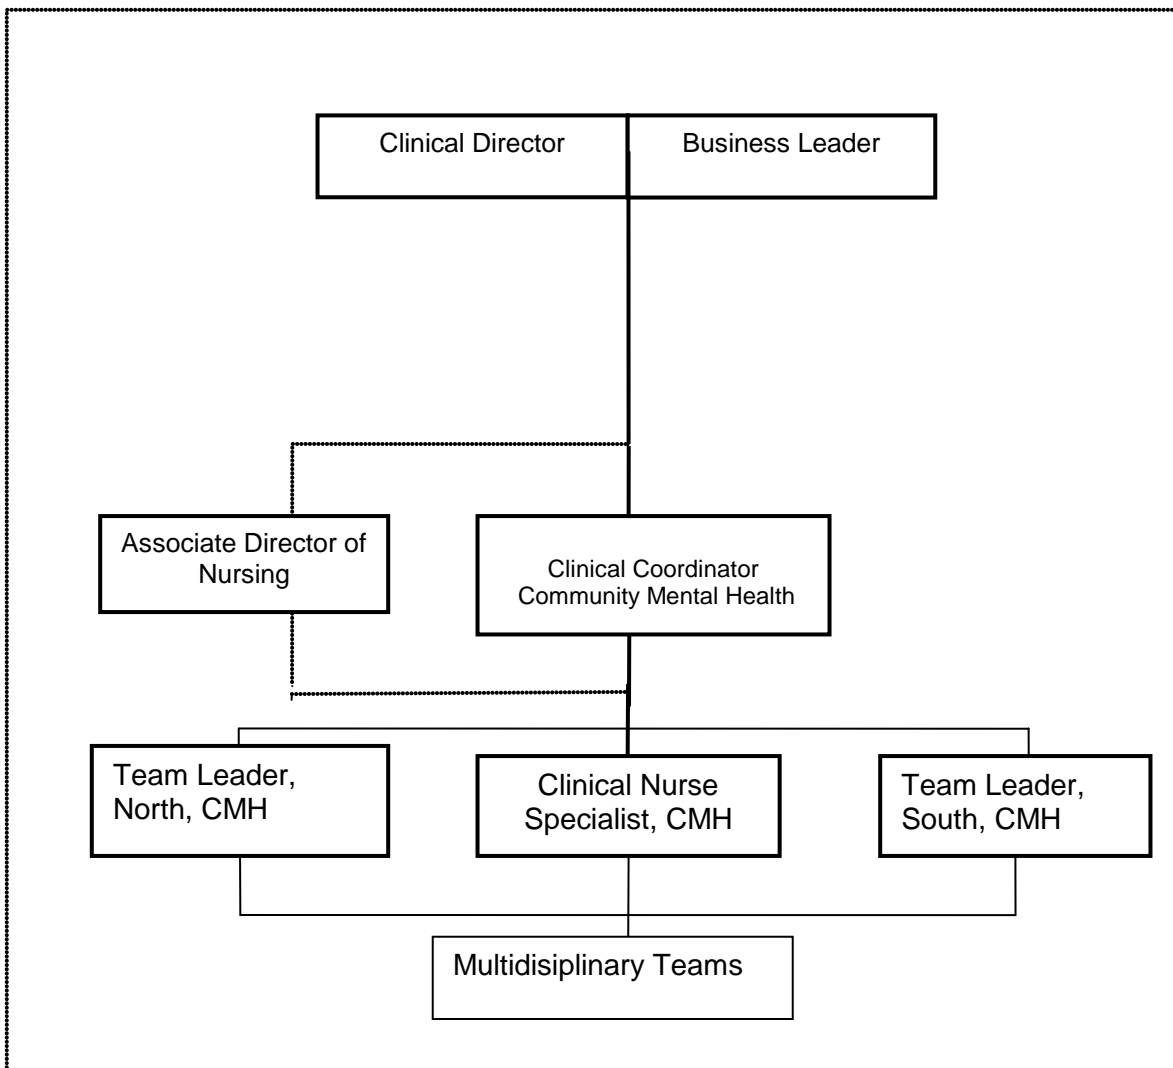 Clinical Director
Business Leader
Associate Director of
Nursing
Clinical Coordinator
Community Mental Health
Team Leader,
North, CMH
Clinical Nurse
Specialist, CMH
Team Leader,
South, CMH
Multidisiplinary Teams